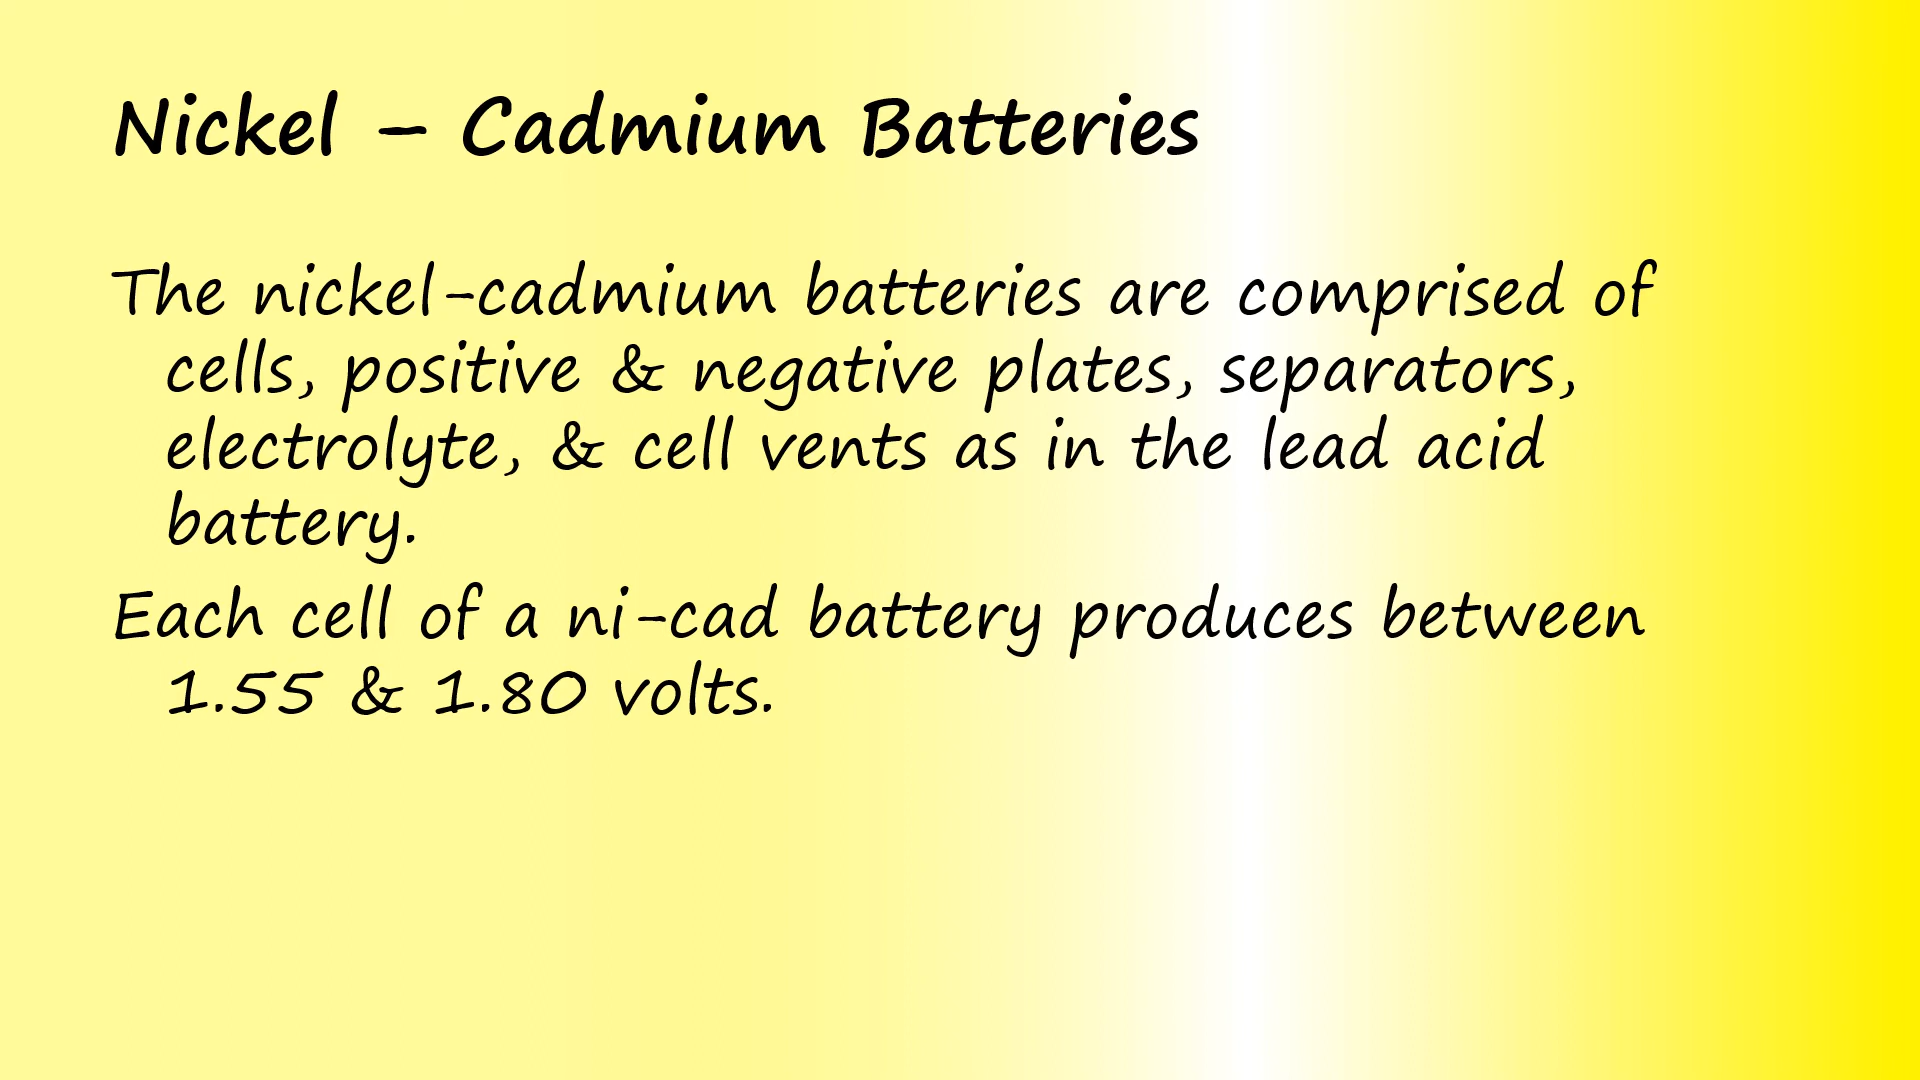 Nickel – Cadmium Batteries
The nickel-cadmium batteries are comprised of
cells, positive & negative plates, separators,
electrolyte, & cell vents as in the lead acid
battery.
Each cell of a ni-cad battery produces between
1.55 & 1.80 volts.